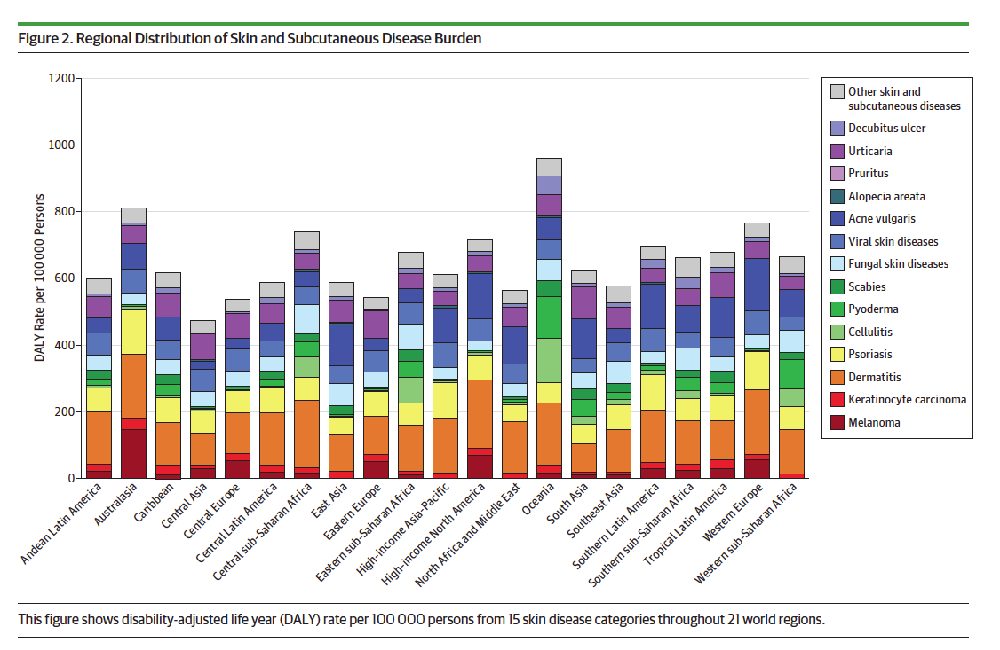 Figure 2. Regional Distribution of Skin and Subcutaneous Disease Burden
1200
1000
800
600
400
200
0
DALY Rate per 100 000 Persons
Andean Latin America
Australasia
Caribbean
Central Asia
Central Europe
Central Latin America
Central sub-Saharan Africa
East Asia
Eastern Europe
Eastern sub-Saharan Africa
High-income Asia-Pacific
High-income North America
North Africa and Middle East
Oceania
South Asia
Southeast Asia
Southern Latin America
Southern sub-Saharan Africa
Tropical Latin America
Western Europe
Western sub-Saharan Africa
Other skin and
subcutaneous diseases
Decubitus ulcer
Urticaria
Pruritus
Alopecia areata
Acne vulgaris
Viral skin diseases
Fungal skin diseases
Scabies
Pyoderma
Cellulitis
Psoriasis
Dermatitis
Keratinocyte carcinoma
Melanoma
This figure shows disability-adjusted life year (DALY) rate per 100 000 persons from 15 skin disease categories throughout 21 world regions.